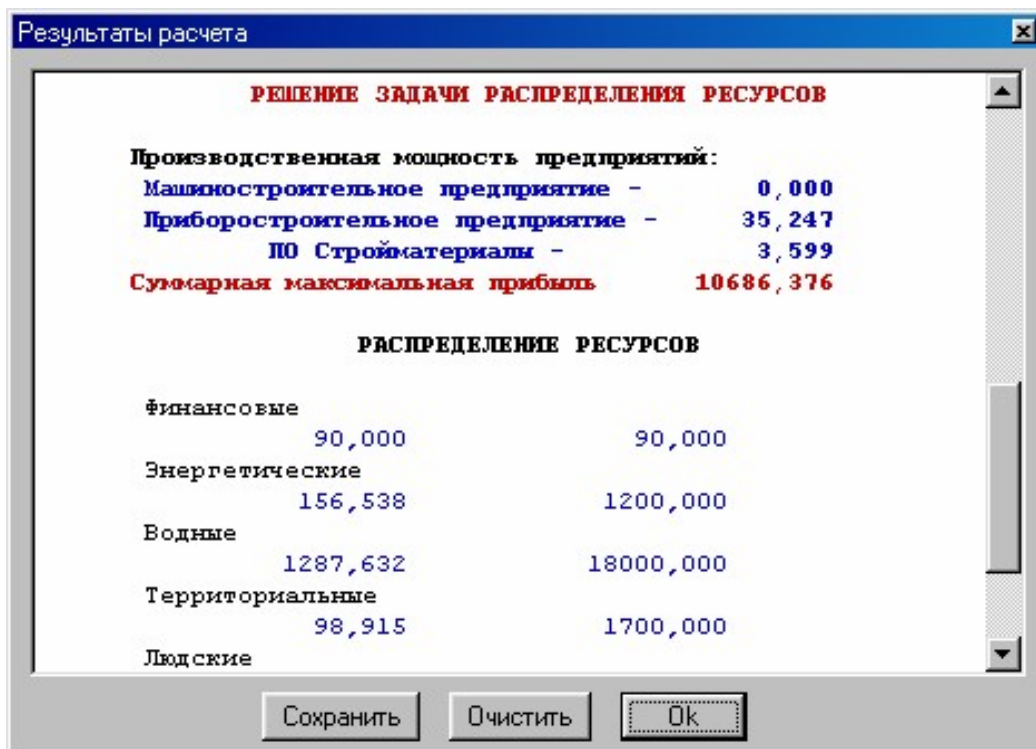 Результаты расчета
РЕШЕНИЕ ЗАДАЧИ РАСПРЕДЕЛЕНИЯ РЕСУРСОВ
Производственная мощность предприятий:
Машиностроительное предприятие - 0,000
Приборостроительное предприятие - 35,247
ПО Стройматериалы - 3,599
Суммарная максимальная прибыль 10686,376
РАСПРЕДЕЛЕНИЕ РЕСУРСОВ
Финансовые
90,000 90,000
Энергетические
156,538 1200,000
Водные
1287,632 18000,000
Территориальные
98,915 1700,000
Людские
Сохранить Очистить Ok